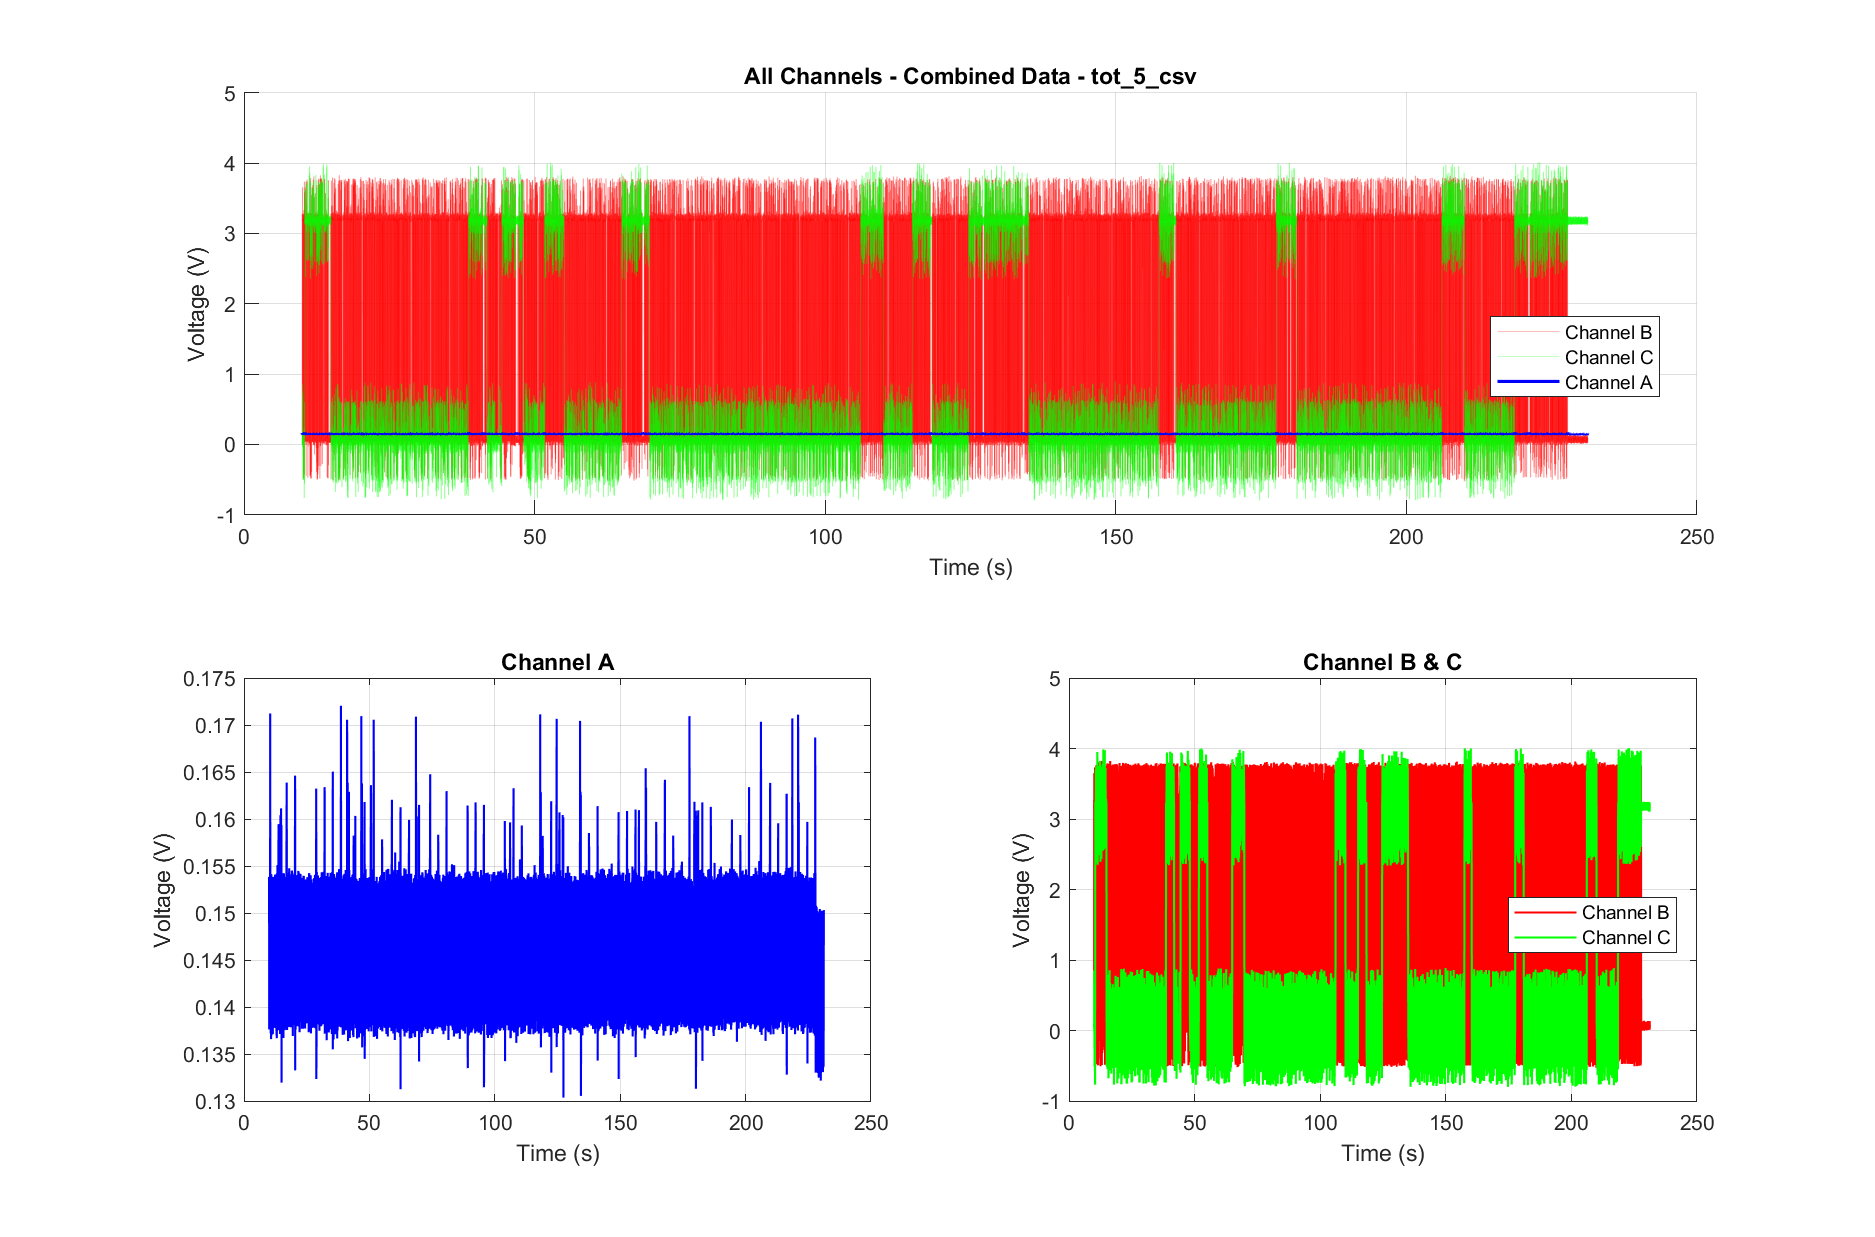 All Channels - Combined Data - tot_5_csv
5
4
3
2
1
0
-1
Voltage (V)
0 50 100 150 200 250
Time (s)
Channel B
Channel C
Channel A
Channel A
0.175
0.17
0.165
0.16
0.155
0.15
0.145
0.14
0.135
0.13
Voltage (V)
0 50 100 150 200 250
Time (s)
Channel B & C
5
4
3
2
1
0
-1
Voltage (V)
0 50 100 150 200 250
Time (s)
Channel B
Channel C